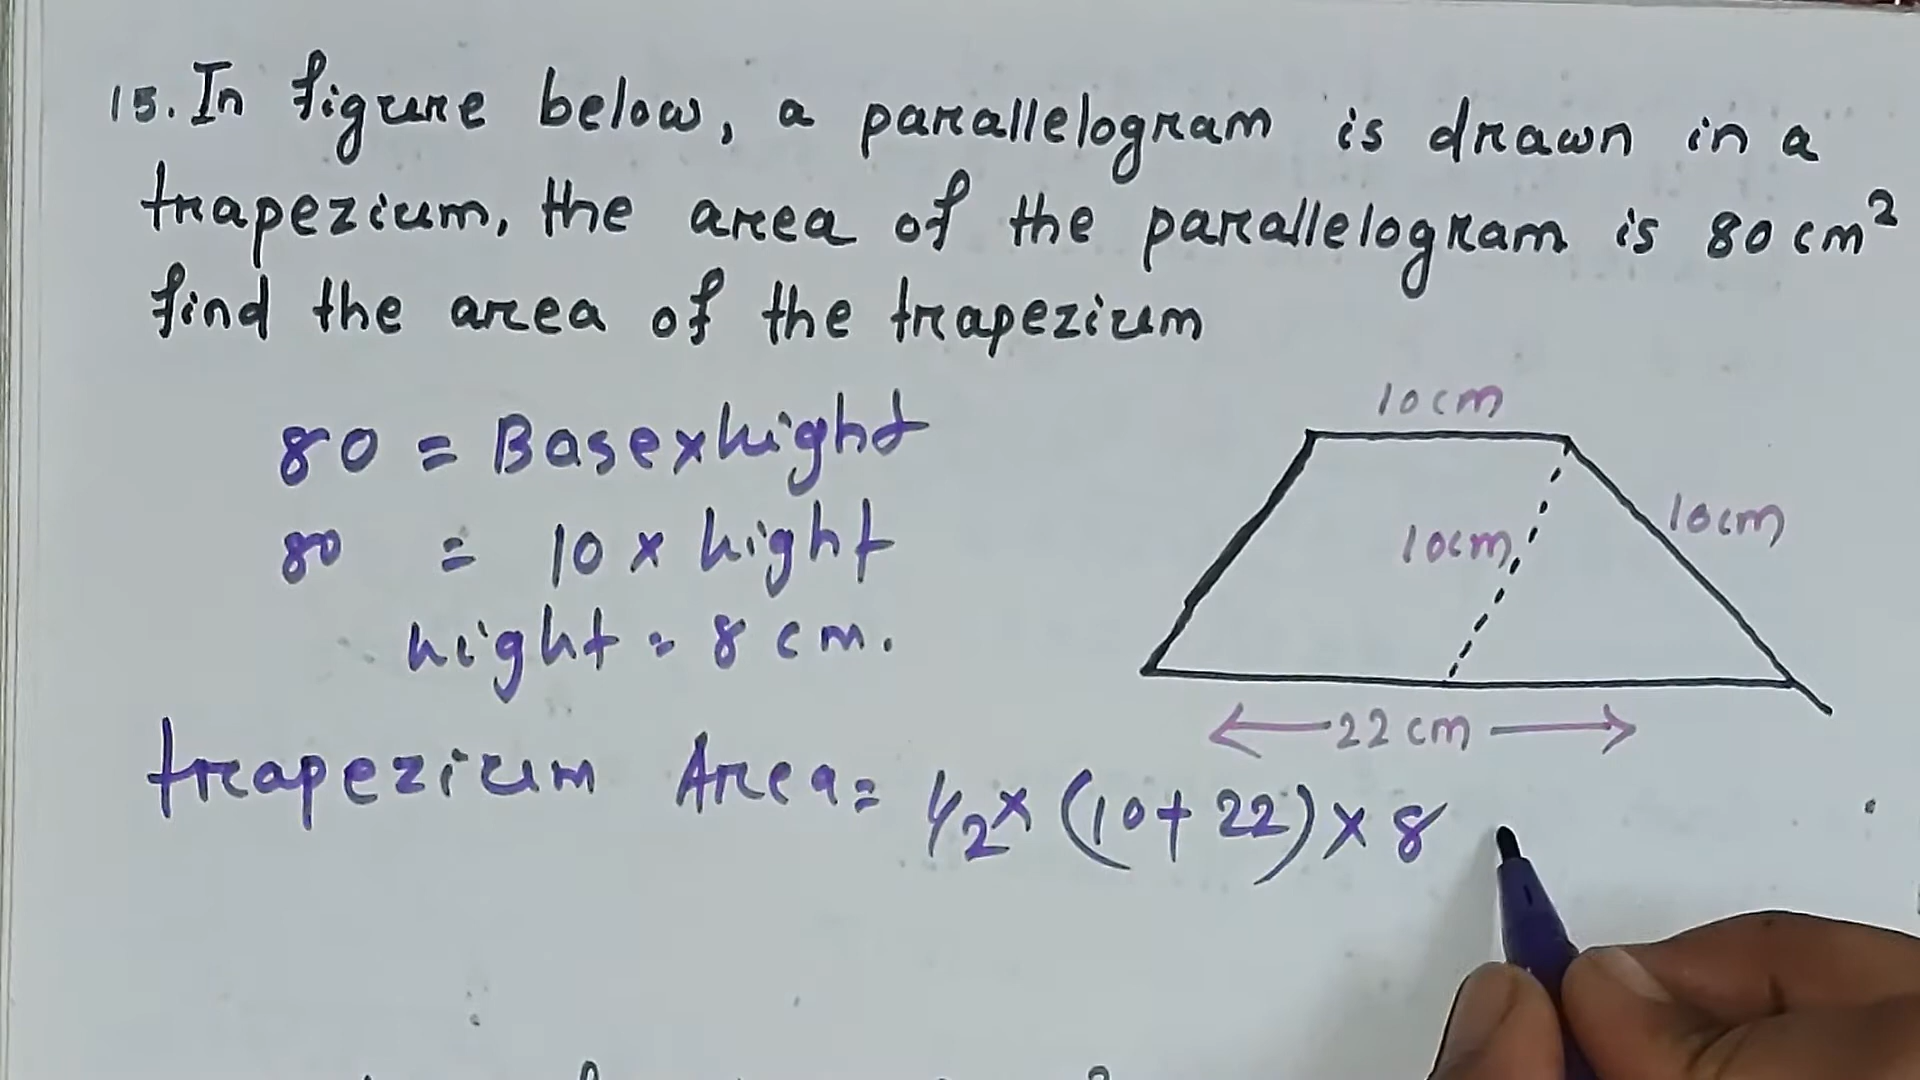 15. In figure below, a parallelogram is drawn in a
trapezium, the area of the parallelogram is 80 cm²
find the area of the trapezium
80 = Base x hight
80 = 10 x hight
hight = 8 cm.
10cm
10cm
10cm
22 cm
trapezium Area = 1/2 x (10 + 22) x 8